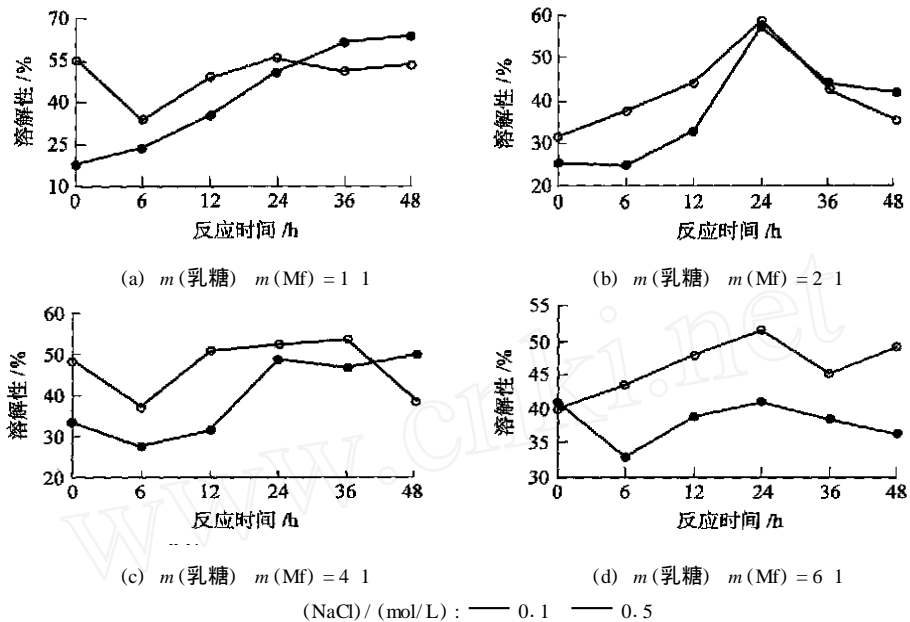 70
55
40
25
10
溶解性/%
0 6 12 24 36 48
反应时间/h
(a) m(乳糖) m(Mf) = 1 1
60
50
40
30
20
溶解性/%
0 6 12 24 36 48
反应时间/h
(b) m(乳糖) m(Mf) = 2 1
60
50
40
30
20
溶解性/%
0 6 12 24 36 48
反应时间/h
(c) m(乳糖) m(Mf) = 4 1
55
50
45
40
35
30
溶解性/%
0 6 12 24 36 48
反应时间/h
(d) m(乳糖) m(Mf) = 6 1
(NaCl)/(mol/L): 0.1 0.5
www.cnki.net